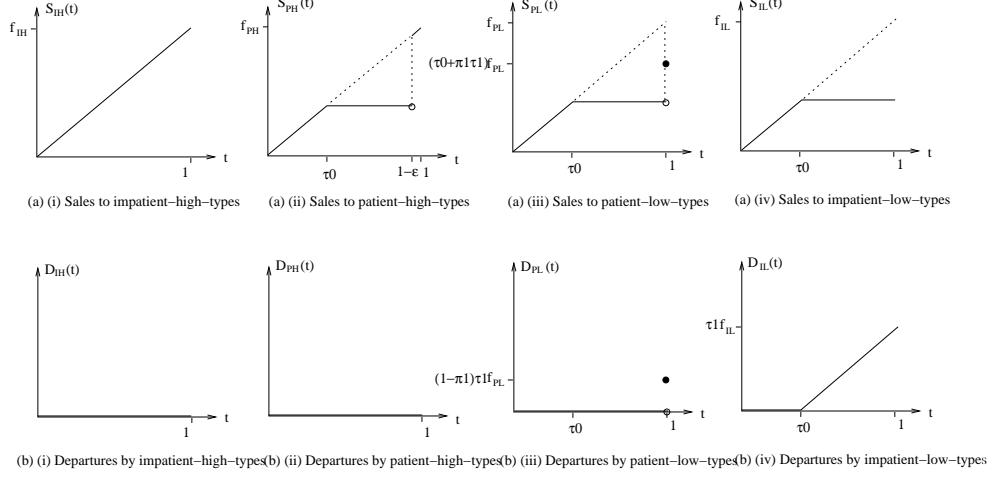 S_IH(t)
f_IH
t
1
(a) (i) Sales to impatient−high−types
S_PH(t)
f_PH
t
τ0
1−ε 1
(a) (ii) Sales to patient−high−types
S_PL(t)
f_PL
(τ0+π1τ1)f_PL
t
τ0
1
(a) (iii) Sales to patient−low−types
S_IL(t)
f_IL
t
τ0
1
(a) (iv) Sales to impatient−low−types
D_IH(t)
t
1
(b) (i) Departures by impatient−high−types
D_PH(t)
t
1
(b) (ii) Departures by patient−high−types
D_PL (t)
(1−π1)τ1f_PL
t
τ0
1
(b) (iii) Departures by patient−low−types
D_IL(t)
τ1f_IL
t
τ0
1
(b) (iv) Departures by impatient−low−types